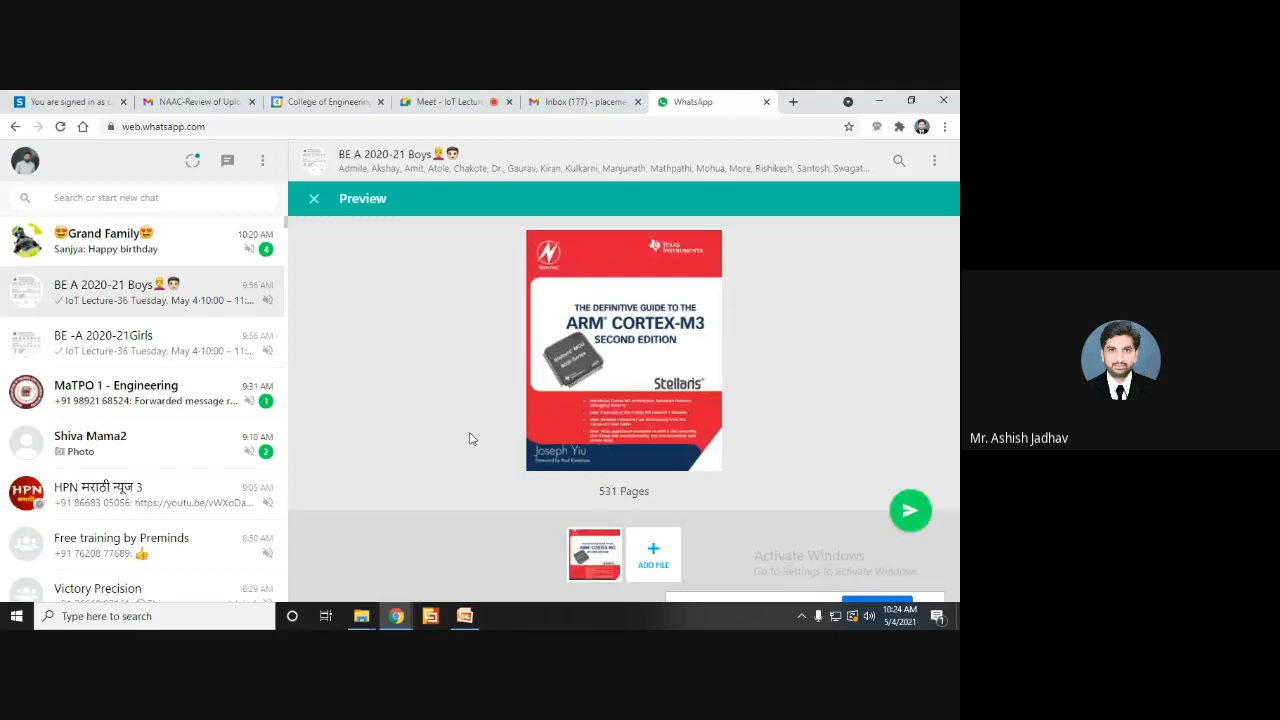 You are signed in as c
NAAC-Review of Uplo
College of Engineerin
Meet - IoT Lectur
Inbox (177) - placeme
WhatsApp
web.whatsapp.com
BE A 2020-21 Boys
Admile, Akshay, Amit, Atole, Chakote, Dr., Gaurav, Kiran, Kulkarni, Manjunath, Mathpathi, Mohua, More, Rishikesh, Santosh, Swagat...
Search or start new chat
Preview
Grand Family 10:20 AM
Sanjya: Happy birthday 4
BE A 2020-21 Boys 9:56 AM
IoT Lecture-36 Tuesday, May 4·10:00 – 11:...
BE -A 2020-21Girls 9:56 AM
IoT Lecture-36 Tuesday, May 4·10:00 – 11:...
MaTPO 1 - Engineering 9:31 AM
+91 98921 68524: Forwarded message r... 1
Shiva Mama2 9:10 AM
Photo 2
HPN मराठी न्यूज 3 9:05 AM
+91 86683 05056: https://youtu.be/vWXoDa...
HPN
मराठी
Free training by Preminds 8:50 AM
+91 76208 77689:
Victory Precision 8:29 AM
Newnes
TEXAS
INSTRUMENTS
THE DEFINITIVE GUIDE TO THE
ARM® CORTEX-M3
SECOND EDITION
Stellaris®
Joseph Yiu
531 Pages
ADD FILE
Activate Windows
Go to Settings to activate Windows.
Mr. Ashish Jadhav
Type here to search
10:24 AM
5/4/2021